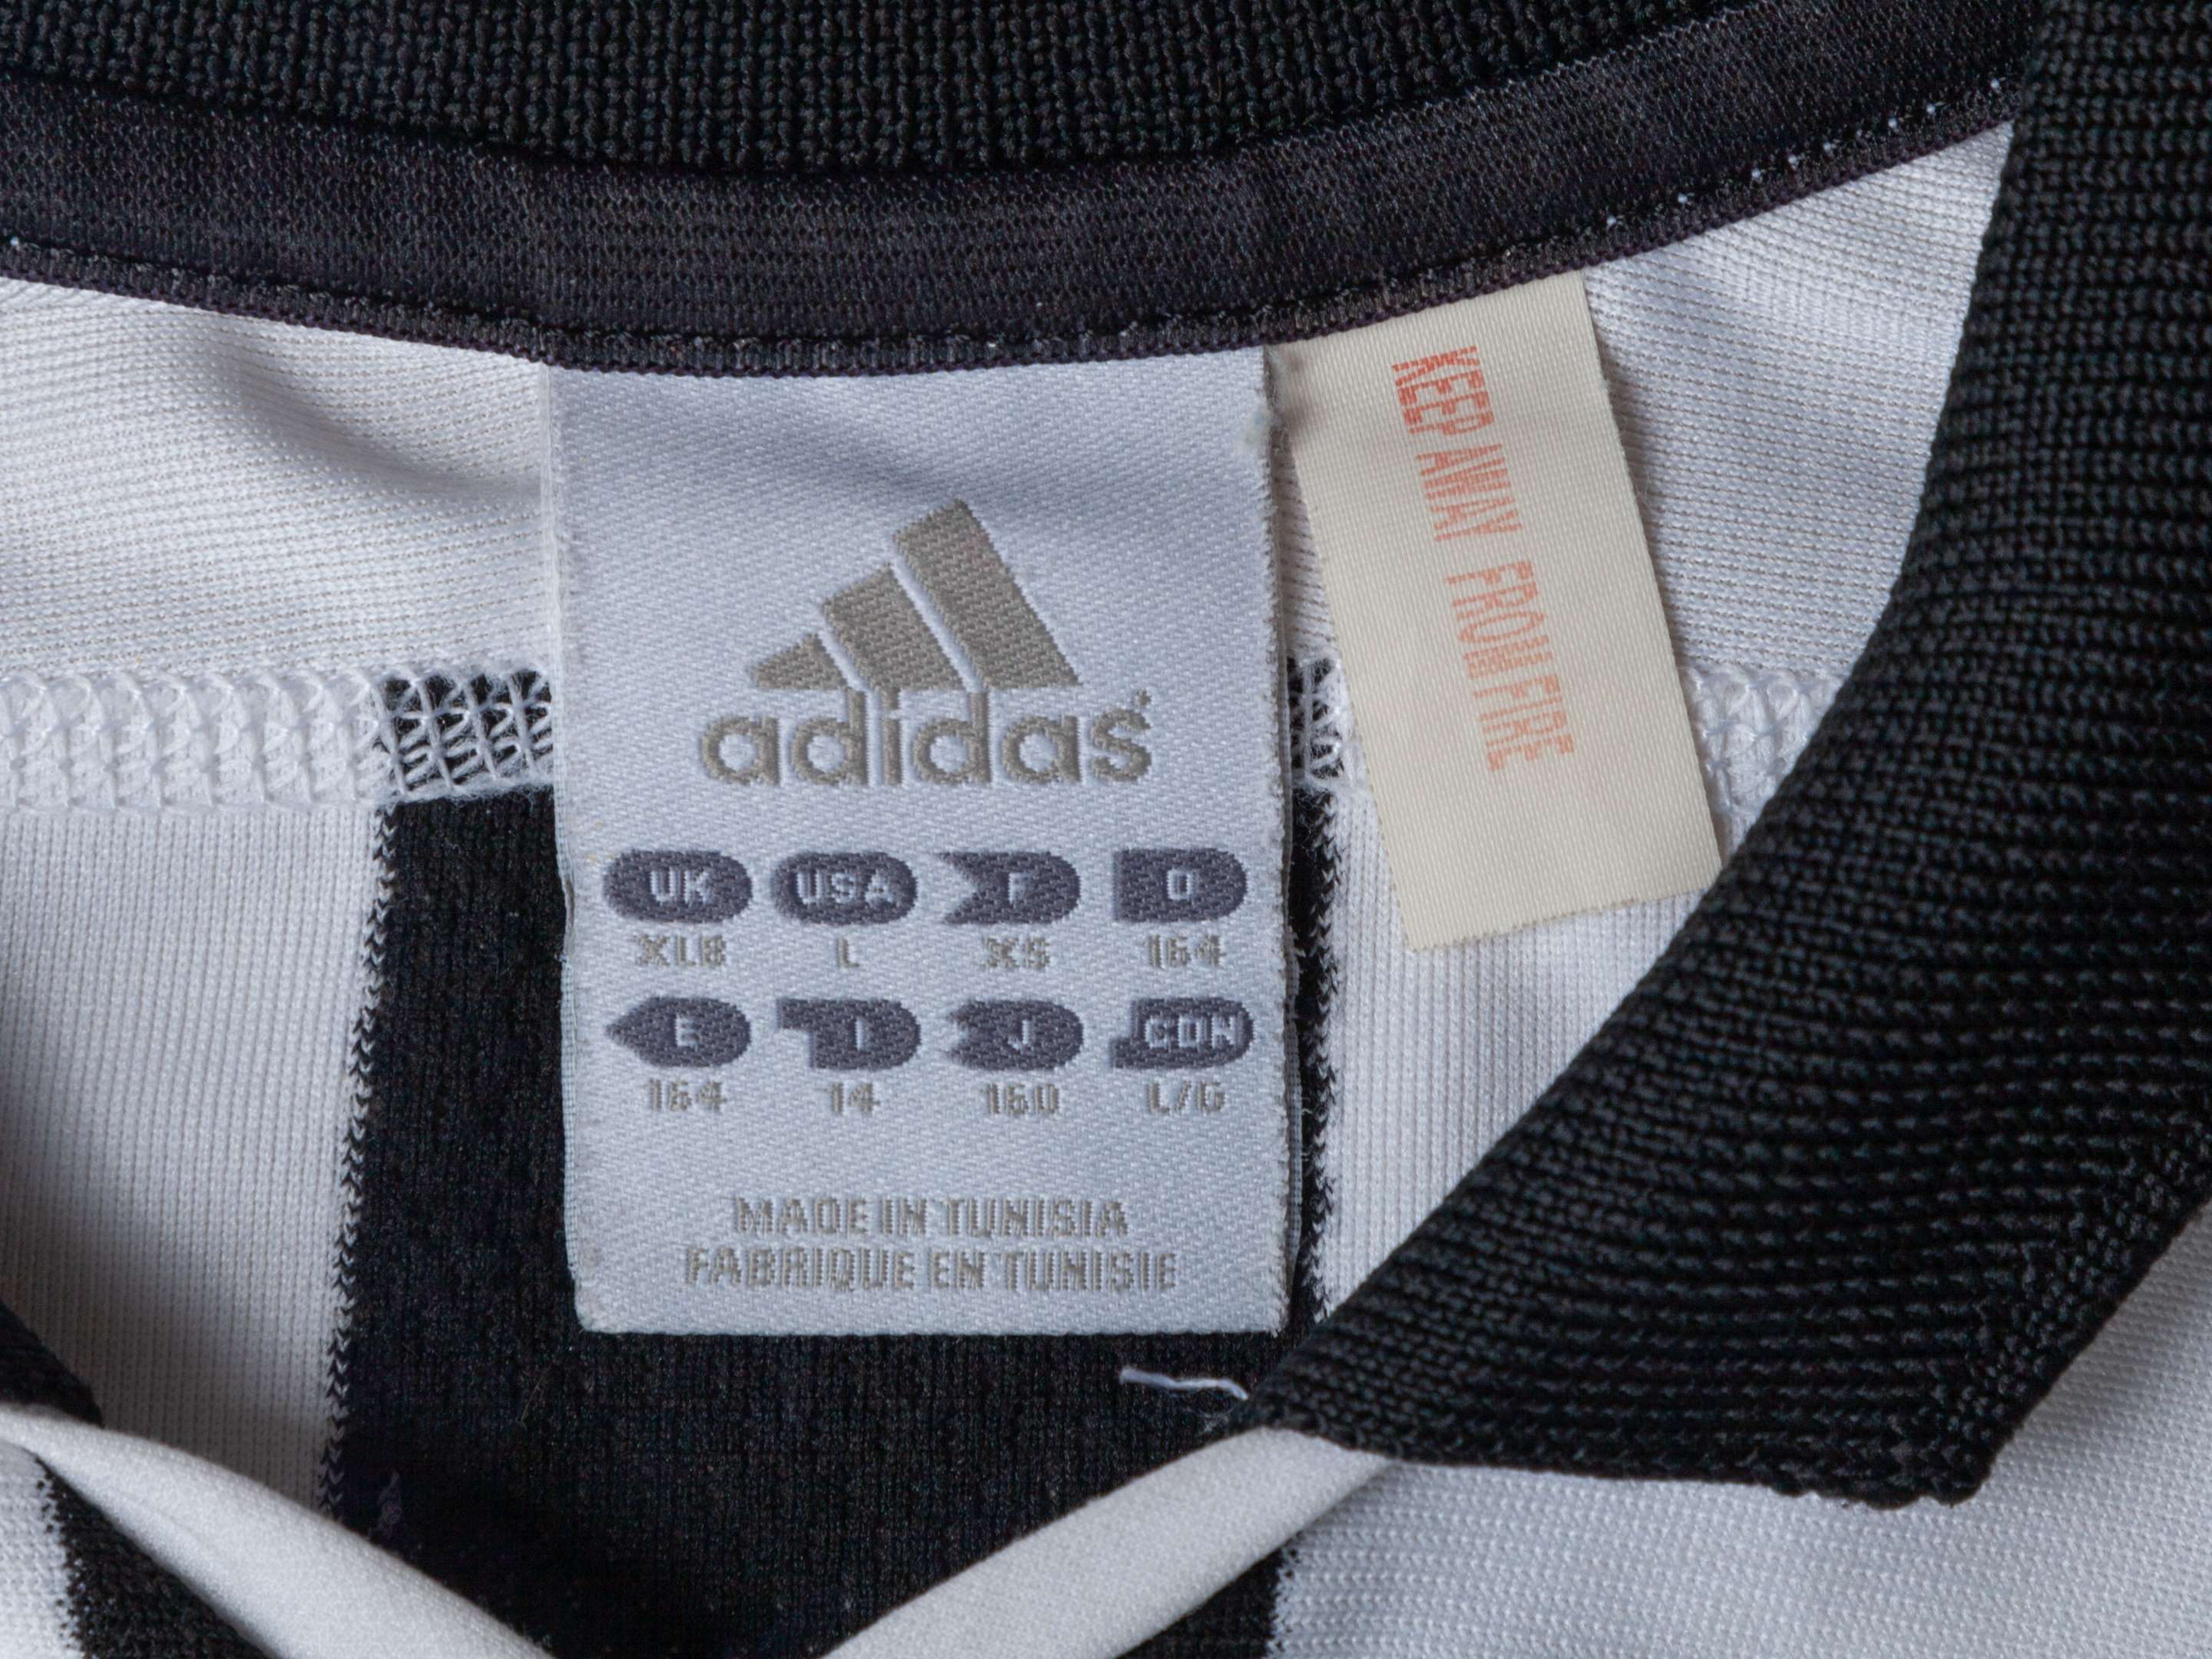 adidas
UK USA F D
XLB L XS 164
E I J CDN
164 14 160 L/G
MADE IN TUNISIA
FABRIQUE EN TUNISIE
KEEP AWAY FROM FIRE